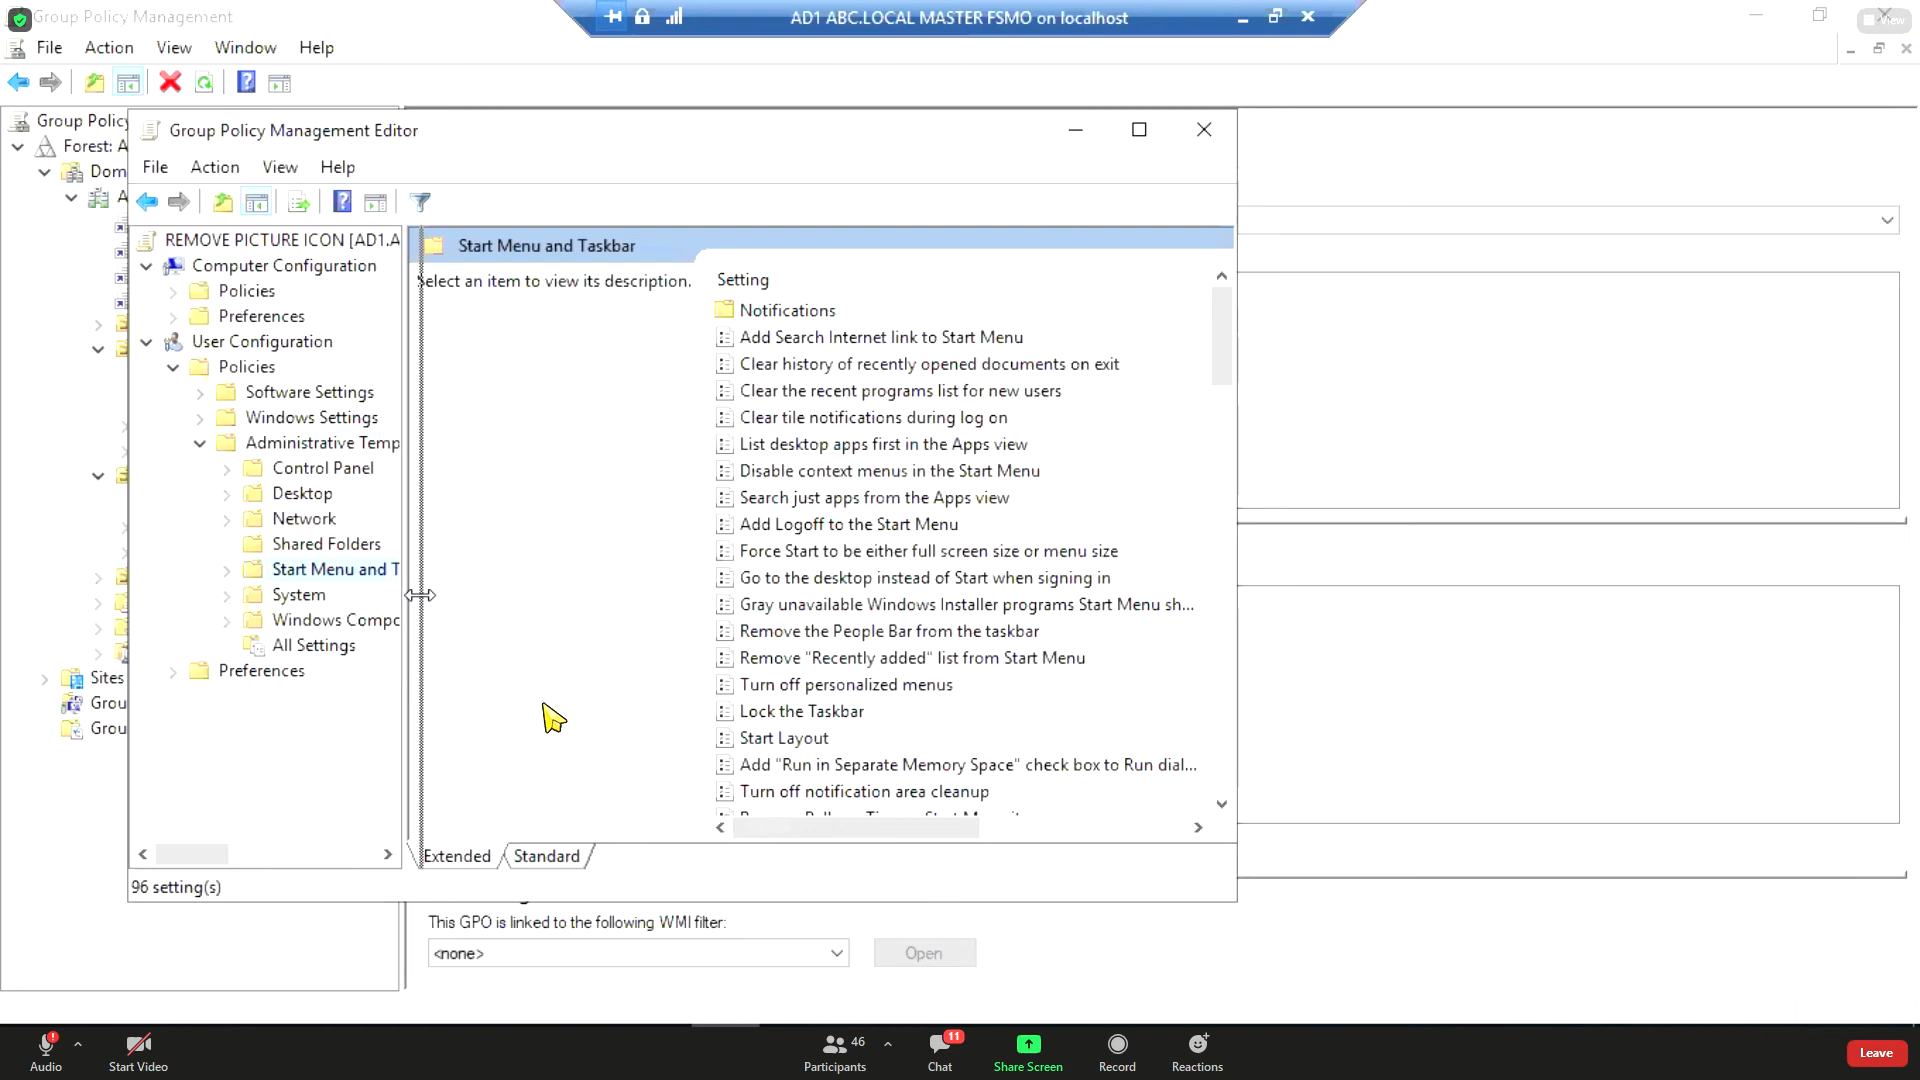 Group Policy Management
AD1 ABC.LOCAL MASTER FSMO on localhost
View
File Action View Window Help
Group Policy
Forest: A
Dom
A
Sites
Grou
Grou
Group Policy Management Editor
File Action View Help
REMOVE PICTURE ICON [AD1.A
Computer Configuration
Policies
Preferences
User Configuration
Policies
Software Settings
Windows Settings
Administrative Temp
Control Panel
Desktop
Network
Shared Folders
Start Menu and T
System
Windows Compo
All Settings
Preferences
Start Menu and Taskbar
Select an item to view its description.
Setting
Notifications
Add Search Internet link to Start Menu
Clear history of recently opened documents on exit
Clear the recent programs list for new users
Clear tile notifications during log on
List desktop apps first in the Apps view
Disable context menus in the Start Menu
Search just apps from the Apps view
Add Logoff to the Start Menu
Force Start to be either full screen size or menu size
Go to the desktop instead of Start when signing in
Gray unavailable Windows Installer programs Start Menu sh...
Remove the People Bar from the taskbar
Remove "Recently added" list from Start Menu
Turn off personalized menus
Lock the Taskbar
Start Layout
Add "Run in Separate Memory Space" check box to Run dial...
Turn off notification area cleanup
Extended Standard
96 setting(s)
This GPO is linked to the following WMI filter:
<none> Open
Audio
Start Video
46
Participants
11
Chat
Share Screen
Record
Reactions
Leave